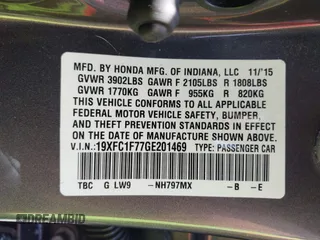 MFD. BY HONDA MFG. OF INDIANA, LLC 11/'15
GVWR 3902LBS GAWR F 2105LBS R 1808LBS
GVWR 1770KG GAWR F 955KG R 820KG
THIS VEHICLE CONFORMS TO ALL APPLICABLE
FEDERAL MOTOR VEHICLE SAFETY, BUMPER,
AND THEFT PREVENTION STANDARDS IN EFFECT
ON THE DATE OF MANUFACTURE SHOWN ABOVE.
V.I.N.: 19XFC1F77GE201469 TYPE: PASSENGER CAR
TBC G LW9 -NH797MX -B -E
DREAMBID